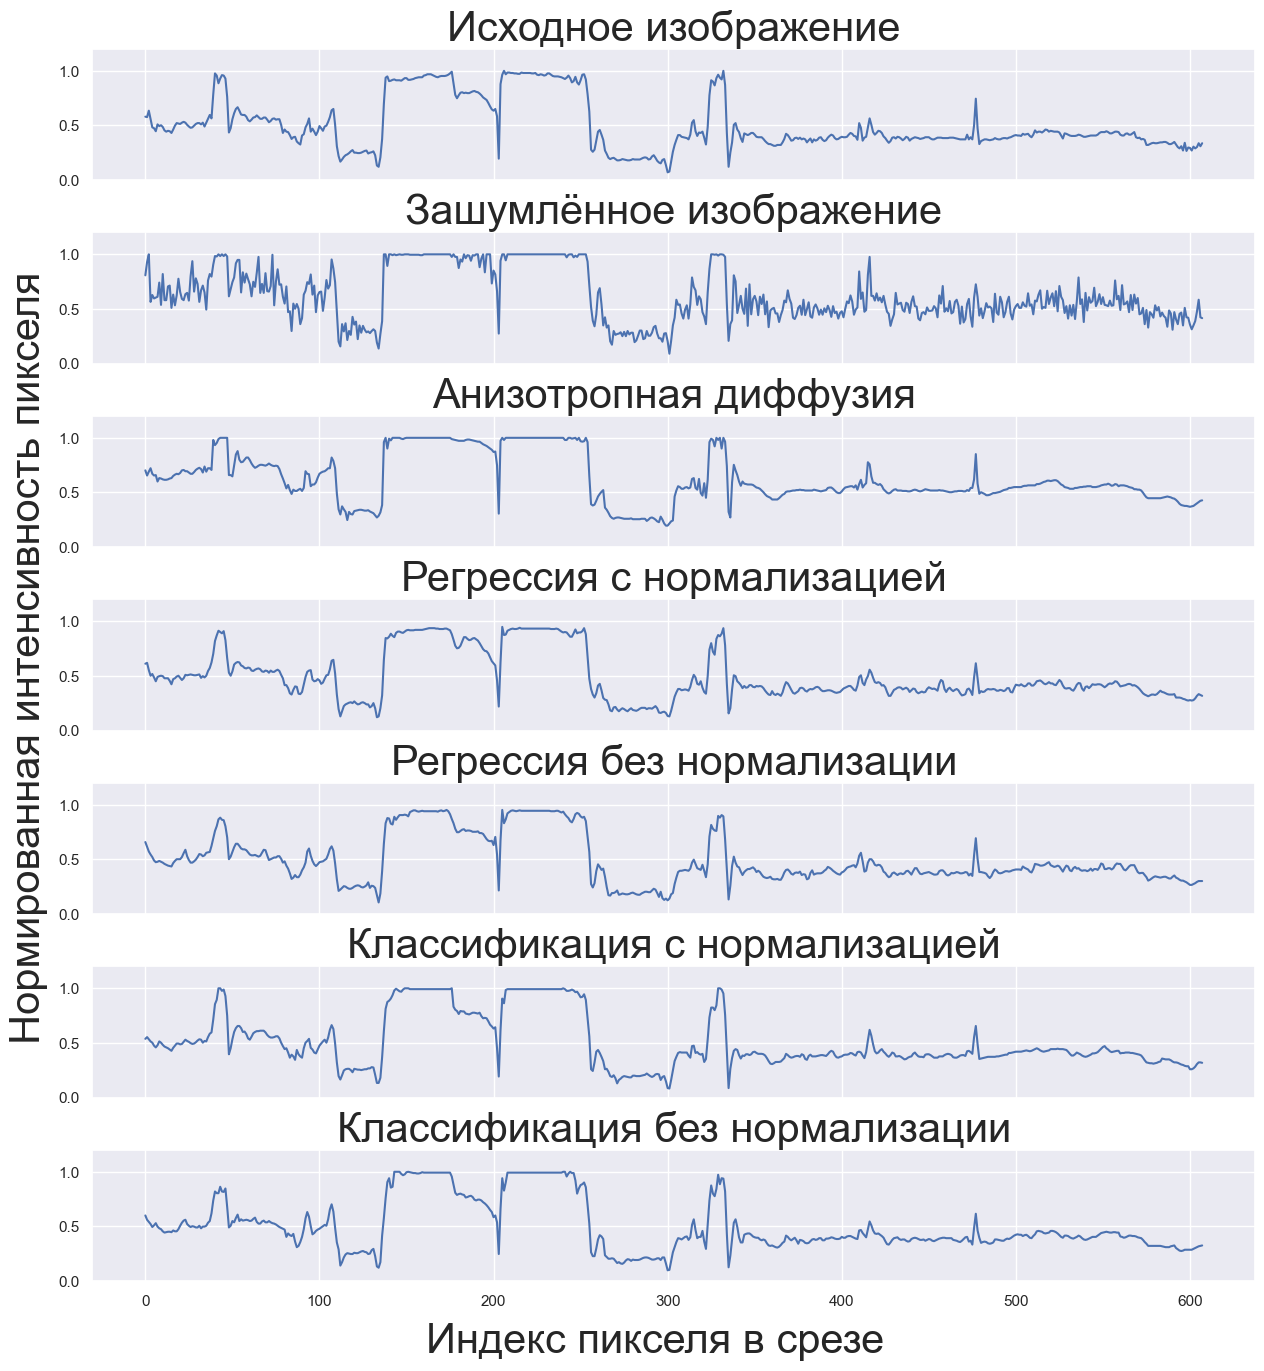 Исходное изображение
1.0
0.5
0.0
Зашумлённое изображение
1.0
0.5
0.0
Анизотропная диффузия
1.0
0.5
0.0
Регрессия с нормализацией
1.0
0.5
0.0
Регрессия без нормализации
1.0
0.5
0.0
Классификация с нормализацией
1.0
0.5
0.0
Классификация без нормализации
1.0
0.5
0.0
0 100 200 300 400 500 600
Индекс пикселя в срезе
Нормированная интенсивность пикселя